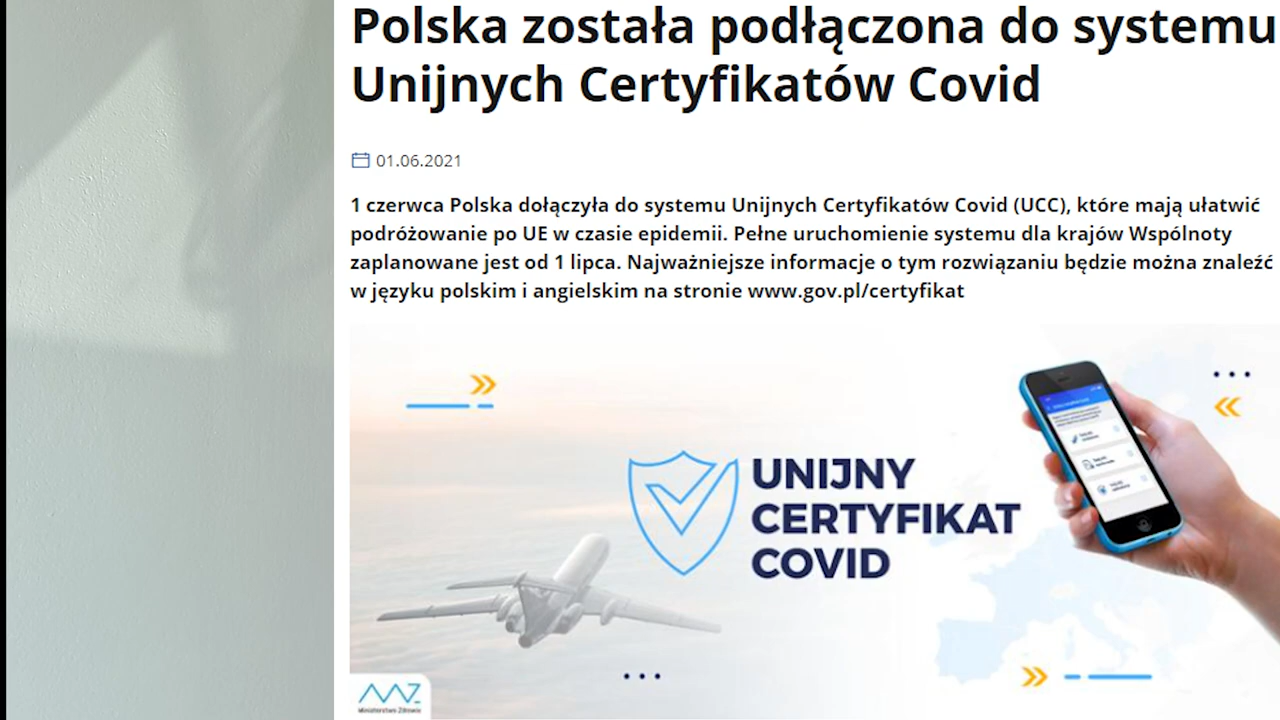 Polska została podłączona do systemu
Unijnych Certyfikatów Covid
01.06.2021
1 czerwca Polska dołączyła do systemu Unijnych Certyfikatów Covid (UCC), które mają ułatwić
podróżowanie po UE w czasie epidemii. Pełne uruchomienie systemu dla krajów Wspólnoty
zaplanowane jest od 1 lipca. Najważniejsze informacje o tym rozwiązaniu będzie można znaleźć
w języku polskim i angielskim na stronie www.gov.pl/certyfikat
UNIJNY
CERTYFIKAT
COVID
Ministerstwo Zdrowia